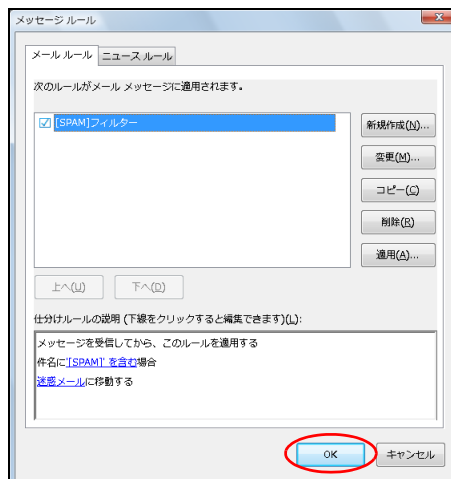 メッセージ ルール
メール ルール
ニュース ルール
次のルールがメール メッセージに適用されます。
[SPAM]フィルター
新規作成(N)...
変更(M)...
コピー(C)
削除(R)
適用(A)...
上へ(U)
下へ(D)
仕分けルールの説明 (下線をクリックすると編集できます)(L):
メッセージを受信してから、このルールを適用する
件名に'[SPAM]' を含む場合
迷惑メールに移動する
OK
キャンセル